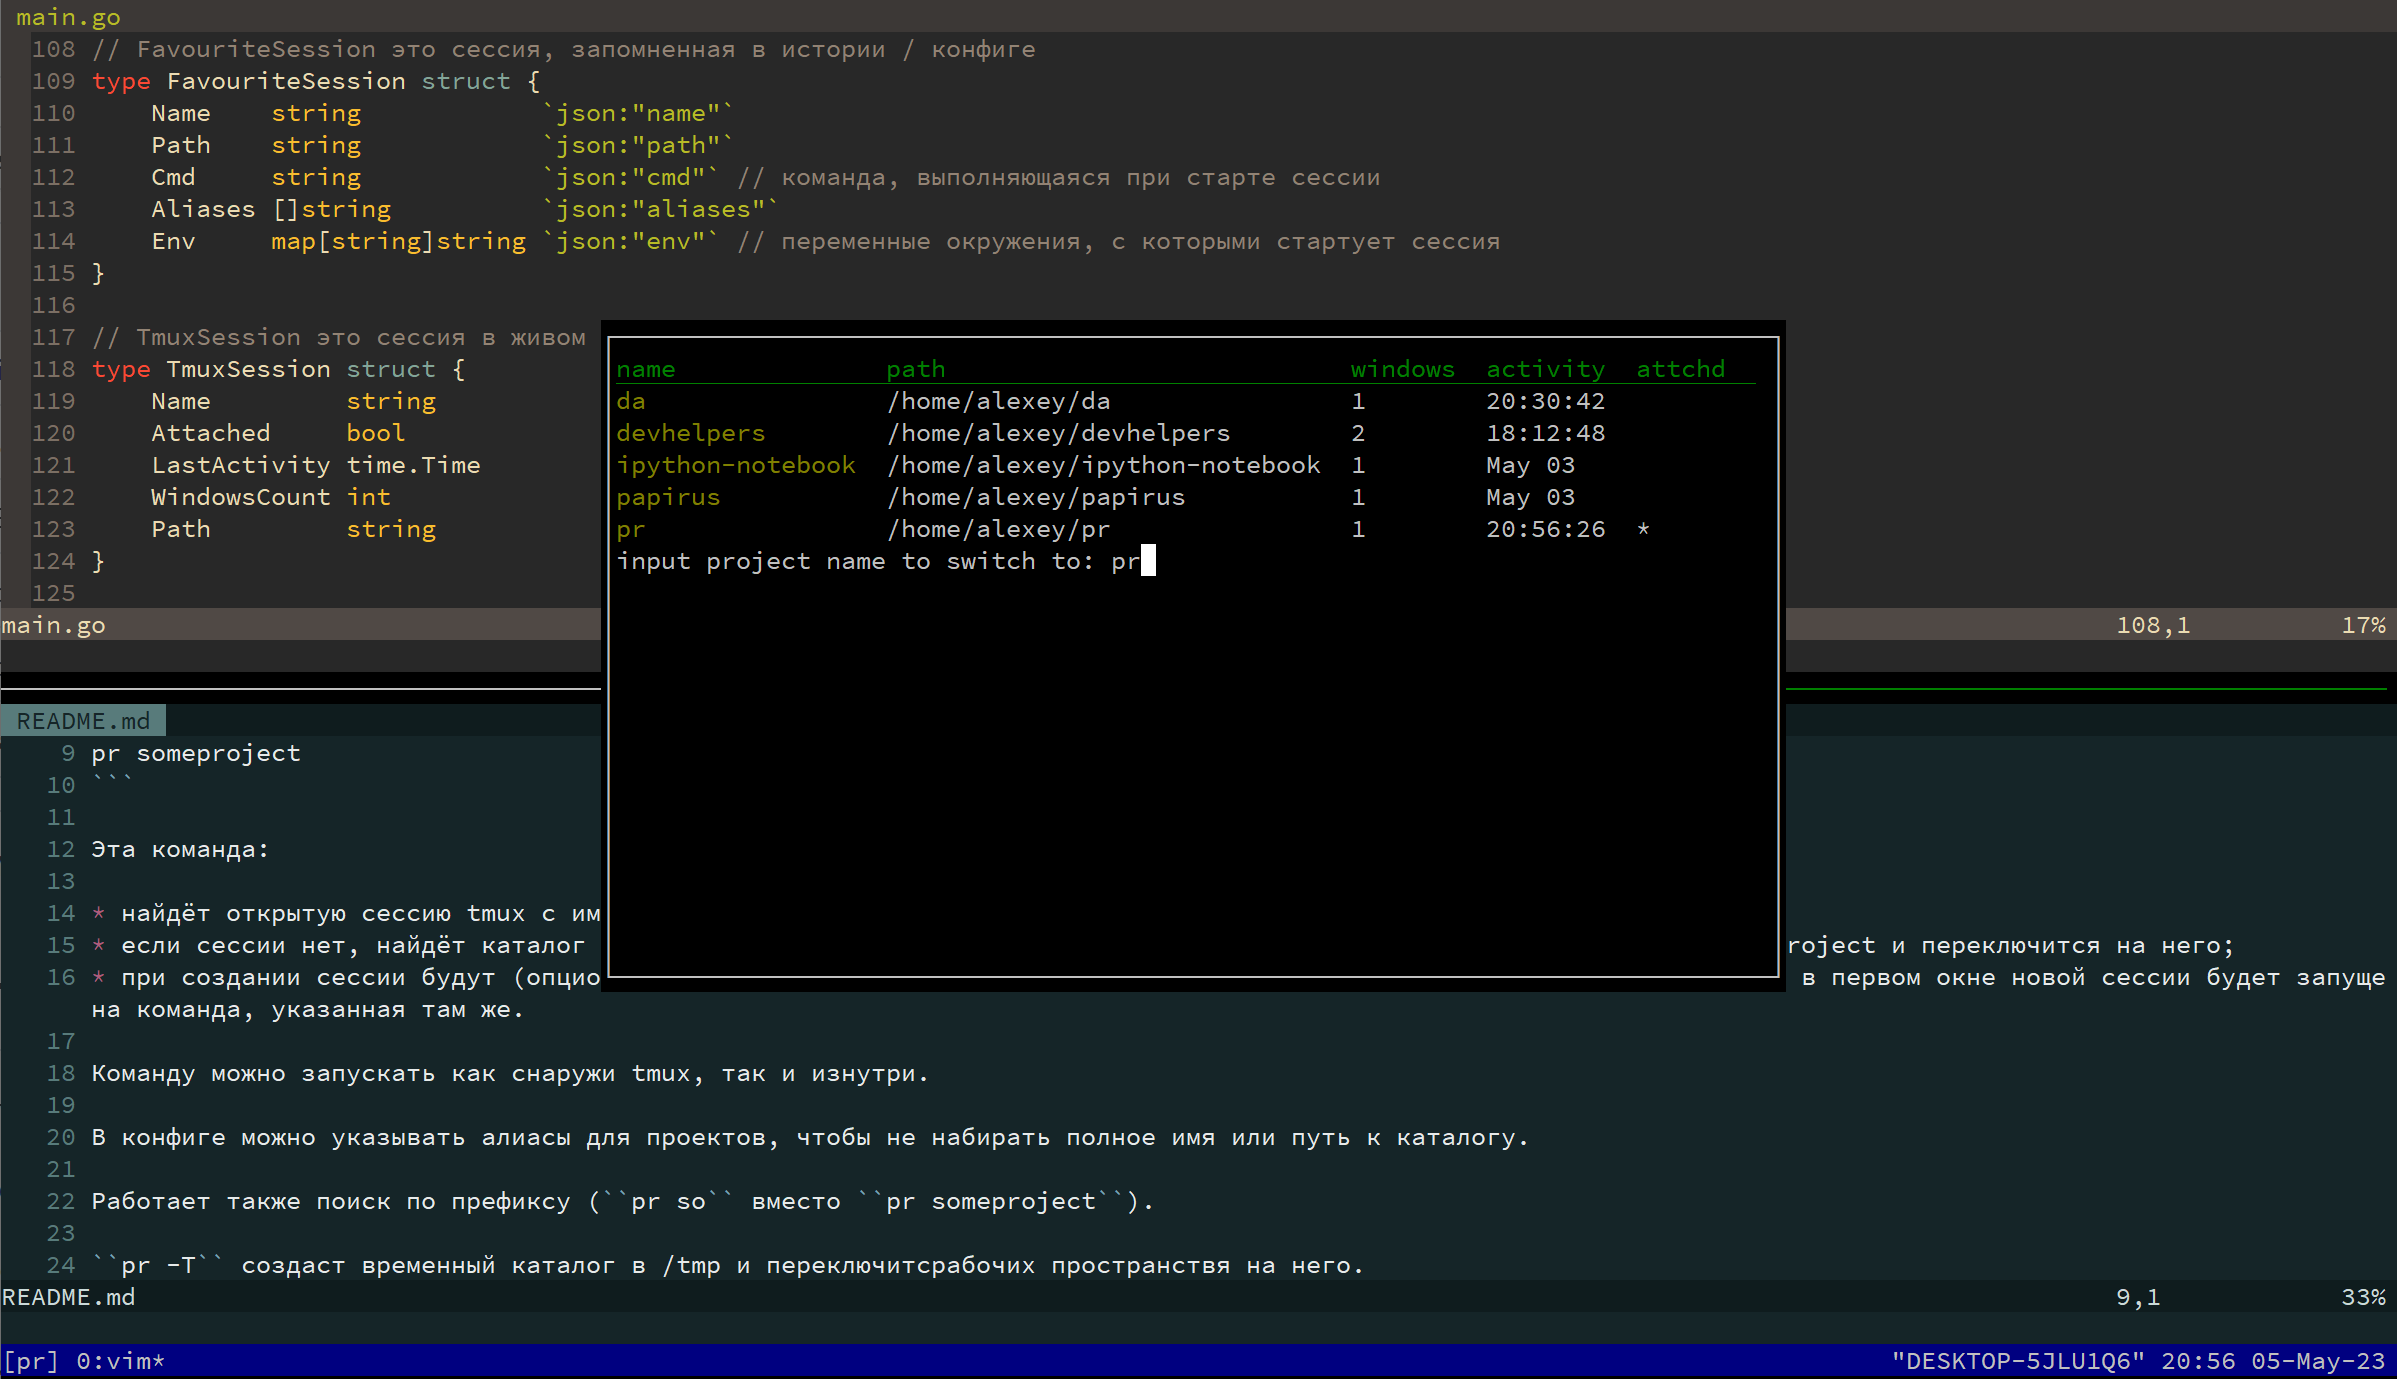 main.go
108 // FavouriteSession это сессия, запомненная в истории / конфиге
109 type FavouriteSession struct {
110     Name    string            `json:"name"`
111     Path    string            `json:"path"`
112     Cmd     string            `json:"cmd"` // команда, выполняющаяся при старте сессии
113     Aliases []string          `json:"aliases"`
114     Env     map[string]string `json:"env"` // переменные окружения, с которыми стартует сессия
115 }
116
117 // TmuxSession это сессия в живом
118 type TmuxSession struct {
119     Name         string
120     Attached     bool
121     LastActivity time.Time
122     WindowsCount int
123     Path         string
124 }
125
main.go 108,1 17%
name path windows activity attchd
da /home/alexey/da 1 20:30:42
devhelpers /home/alexey/devhelpers 2 18:12:48
ipython-notebook /home/alexey/ipython-notebook 1 May 03
papirus /home/alexey/papirus 1 May 03
pr /home/alexey/pr 1 20:56:26 *
input project name to switch to: pr
README.md
9 pr someproject
10 ```
11
12 Эта команда:
13
14 * найдёт открытую сессию tmux с им
15 * если сессии нет, найдёт каталог roject и переключится на него;
16 * при создании сессии будут (опцио в первом окне новой сессии будет запуще
на команда, указанная там же.
17
18 Команду можно запускать как снаружи tmux, так и изнутри.
19
20 В конфиге можно указывать алиасы для проектов, чтобы не набирать полное имя или путь к каталогу.
21
22 Работает также поиск по префиксу (``pr so`` вместо ``pr someproject``).
23
24 ``pr -T`` создаст временный каталог в /tmp и переключитсрабочих пространствя на него.
README.md 9,1 33%
[pr] 0:vim* "DESKTOP-5JLU1Q6" 20:56 05-May-23